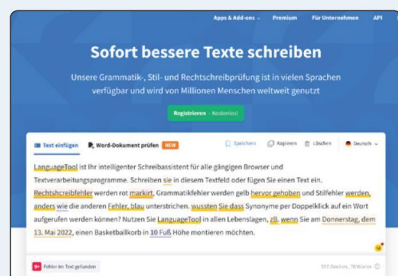 Apps & Add-ons Premium Für Unternehmen API
Sofort bessere Texte schreiben
Unsere Grammatik-, Stil- und Rechtschreibprüfung ist in vielen Sprachen
verfügbar und wird von Millionen Menschen weltweit genutzt
Registrieren - Kostenlos!
Text einfügen Word-Dokument prüfen NEW Speichern Kopieren Löschen Deutsch
LanguageTool ist Ihr intelligenter Schreibassistent für alle gängigen Browser und
Textverarbeitungsprogramme. Schreiben sie in diesem Textfeld oder fügen Sie einen Text ein.
Rechtshcreibfehler werden rot markirt, Grammatikfehler werden gelb hervor gehoben und Stilfehler werden,
anders wie die anderen Fehler, blau unterstrichen. wussten Sie dass Synonyme per Doppelklick auf ein Wort
aufgerufen werden können? Nutzen Sie LanguageTool in allen Lebenslagen, zB. wenn Sie am Donnerstag, dem
13. Mai 2022, einen Basketballkorb in 10 Fuß Höhe montieren möchten.
9+ Fehler im Text gefunden